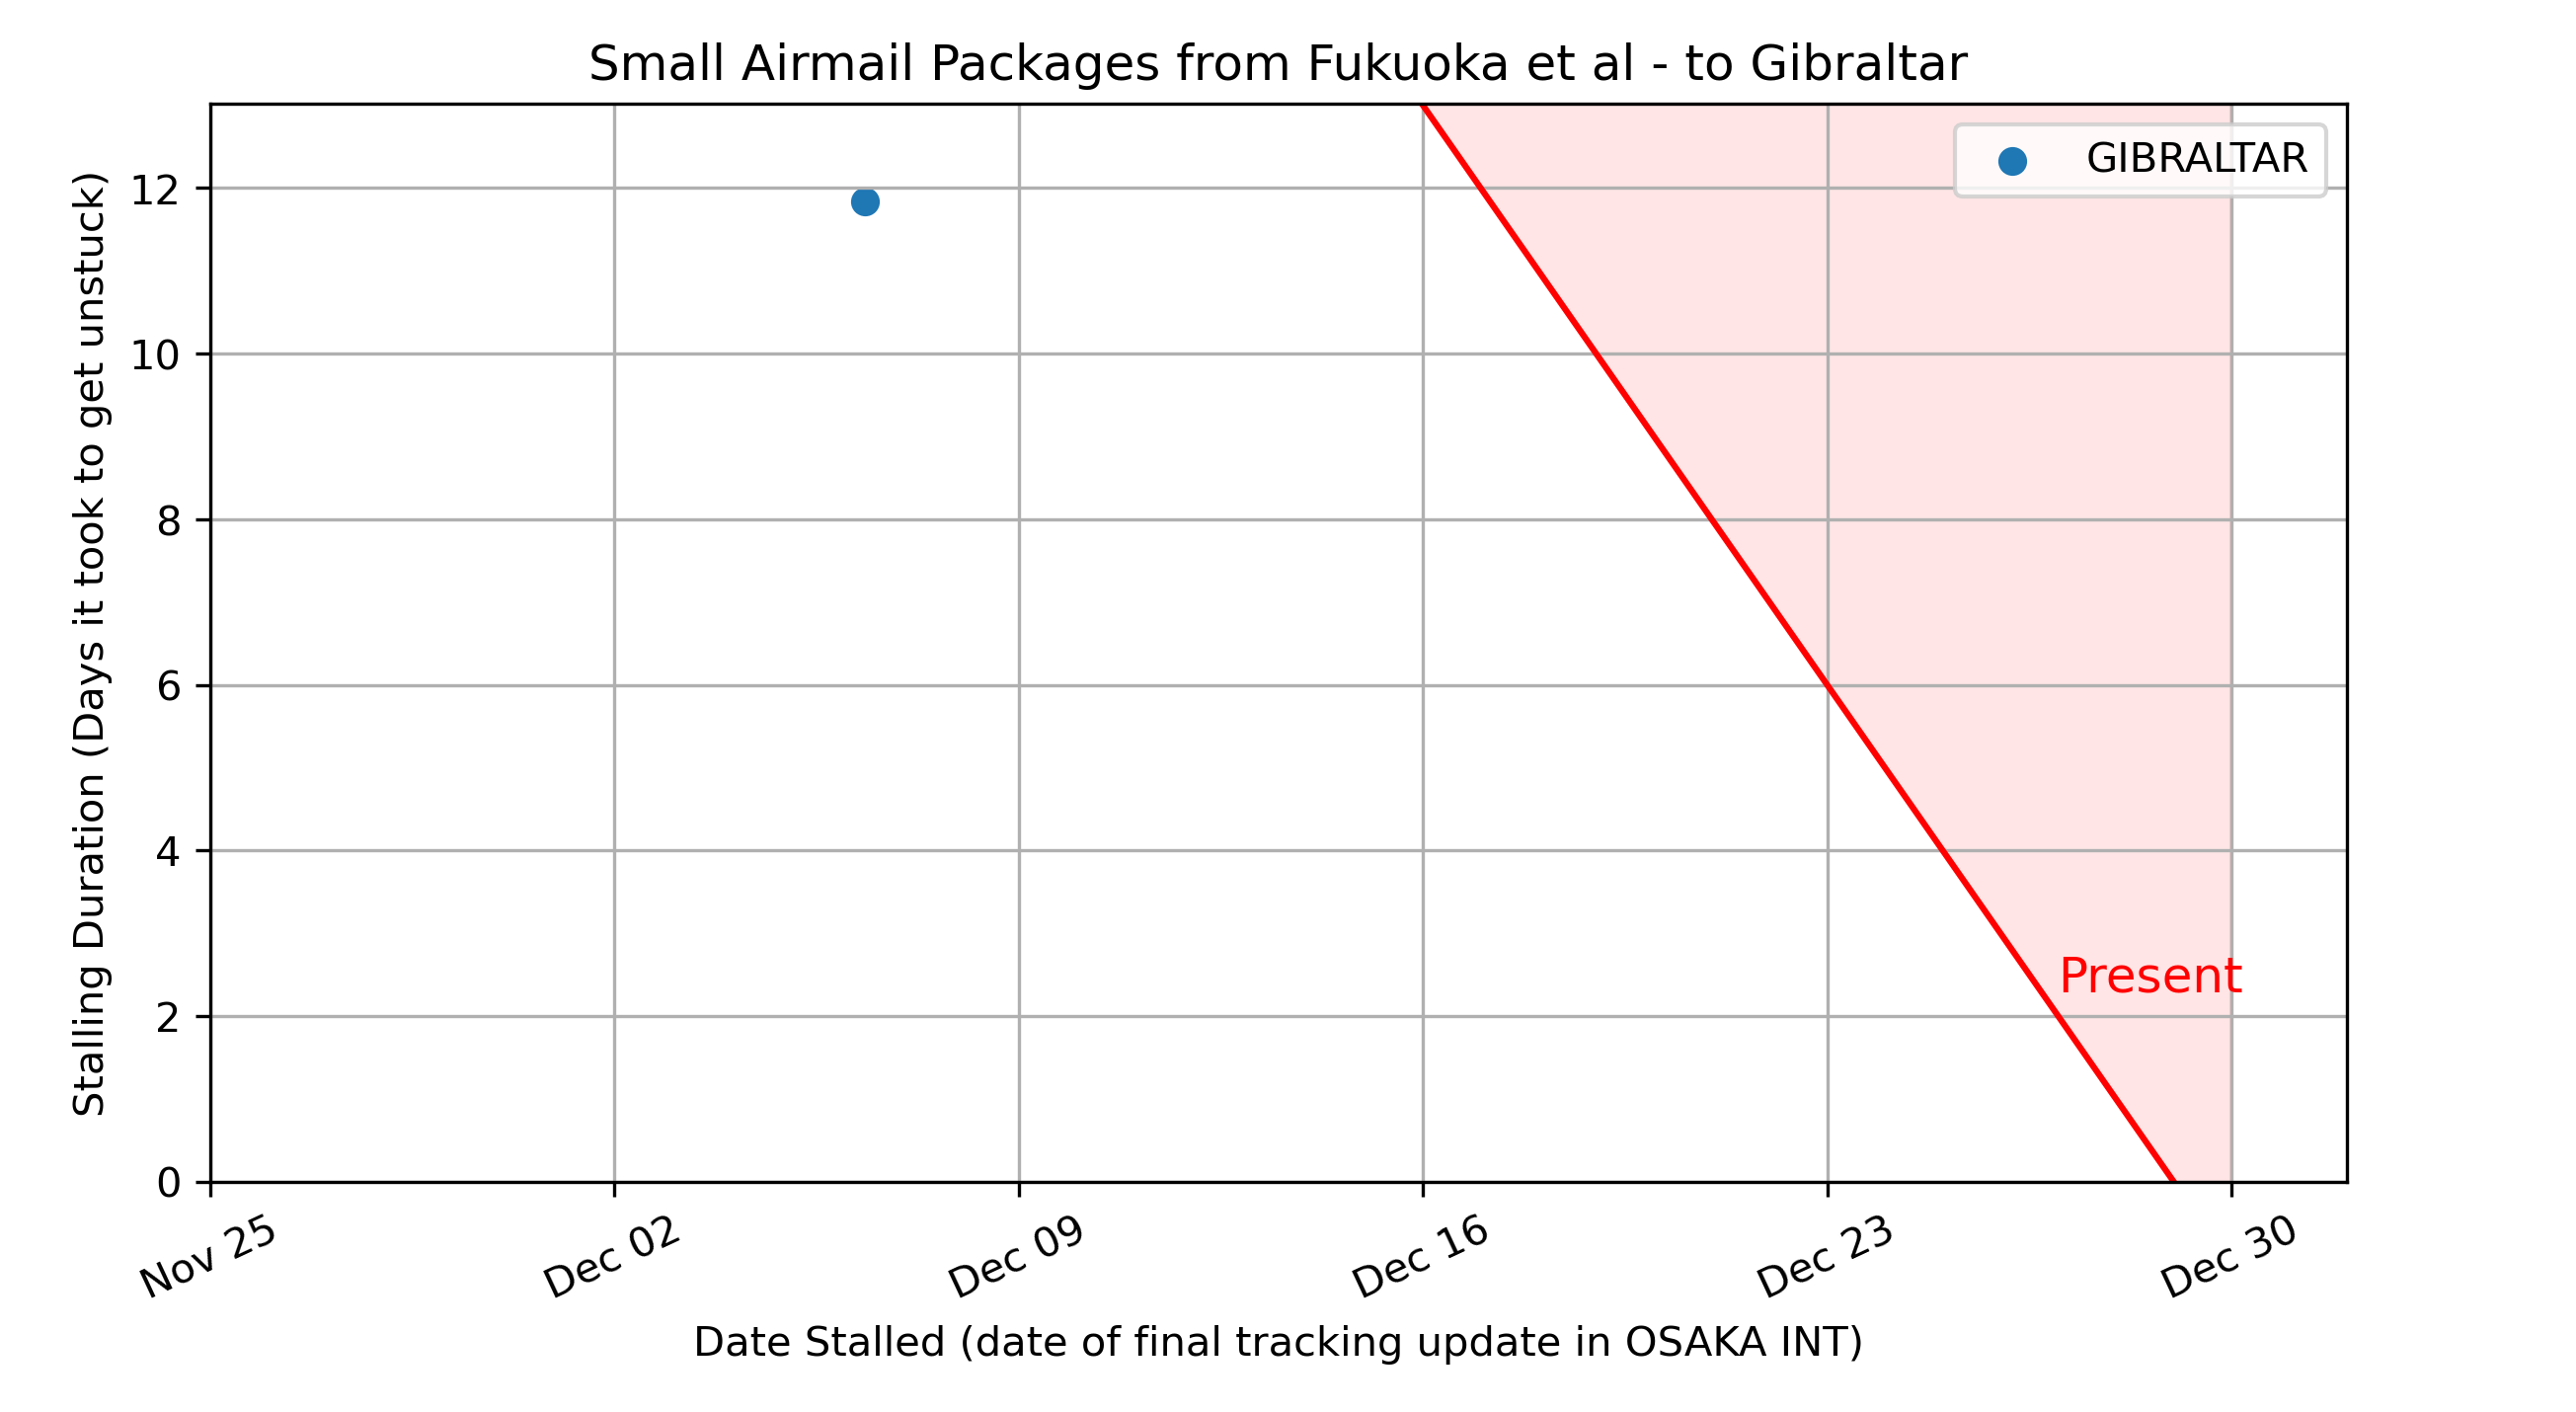 Small Airmail Packages from Fukuoka et al - to Gibraltar
GIBRALTAR
Stalling Duration (Days it took to get unstuck)
12
10
8
6
4
2
0
Present
Nov 25
Dec 02
Dec 09
Dec 16
Dec 23
Dec 30
Date Stalled (date of final tracking update in OSAKA INT)